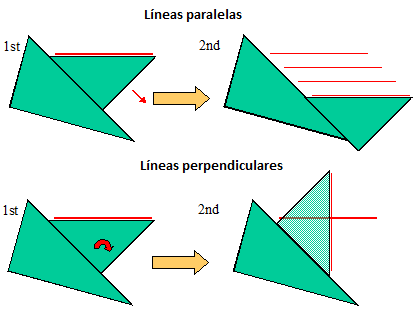 Líneas paralelas
1st
2nd
Líneas perpendiculares
1st
2nd